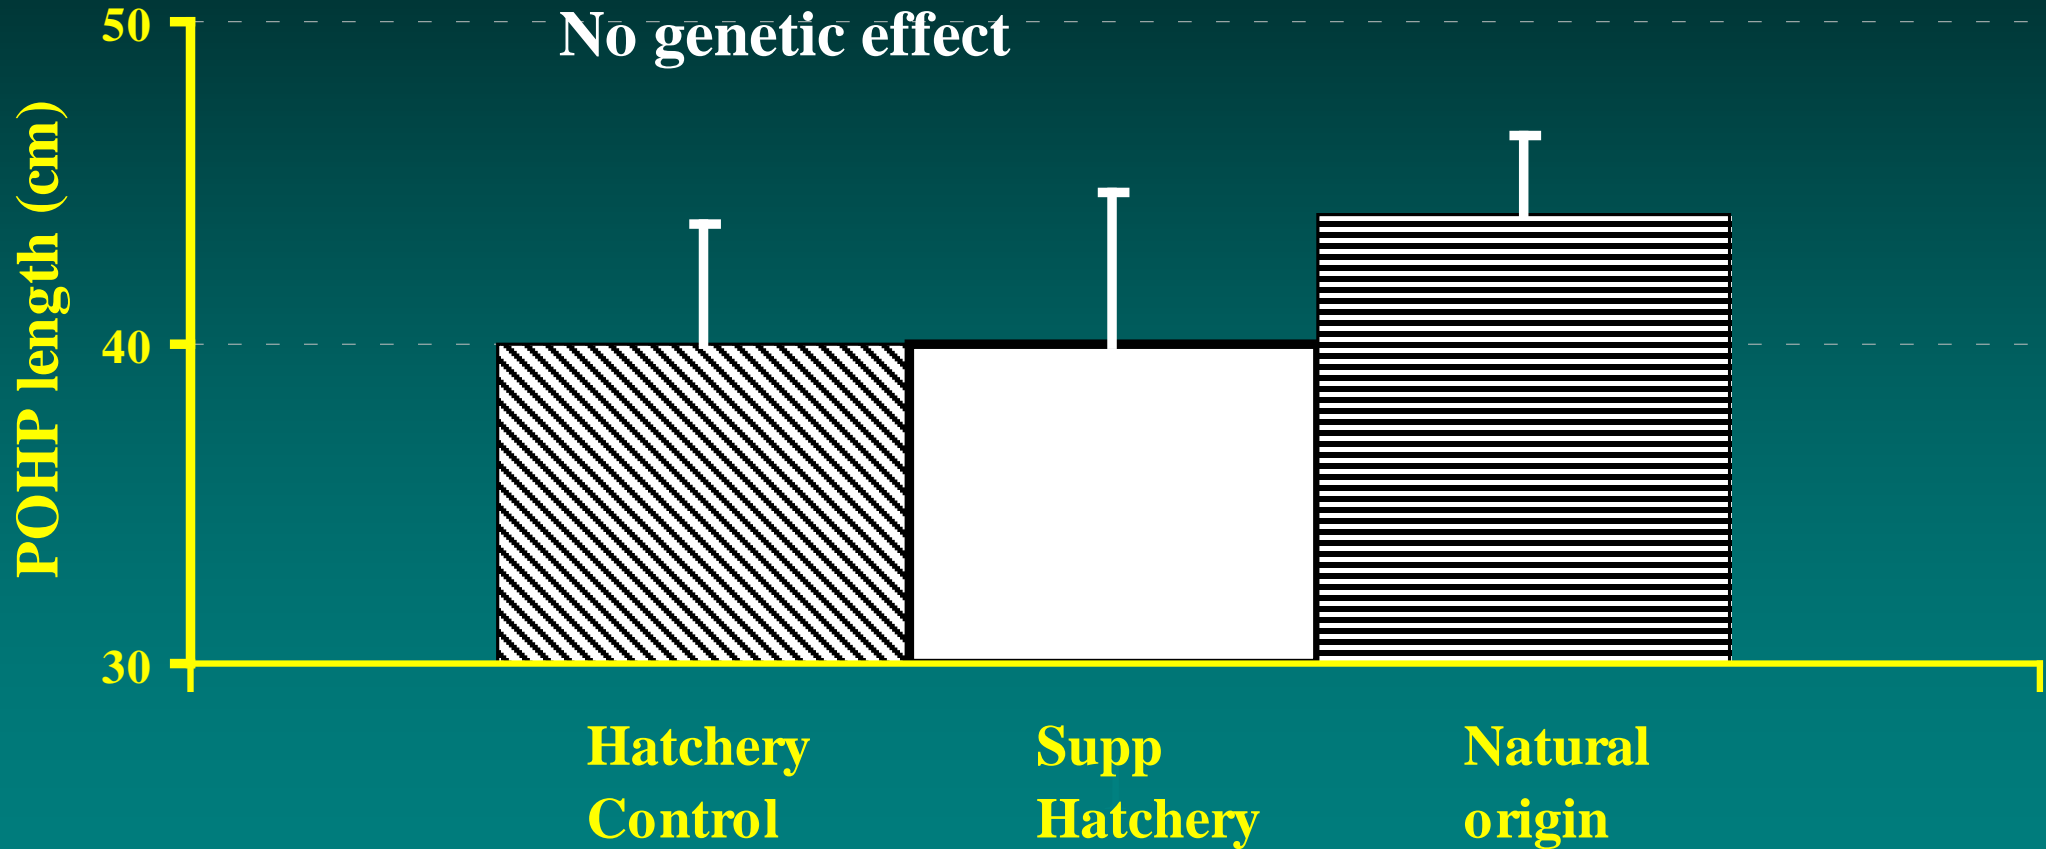 No genetic effect
POHP length (cm)
50
40
30
Hatchery
Control
Supp
Hatchery
Natural
origin